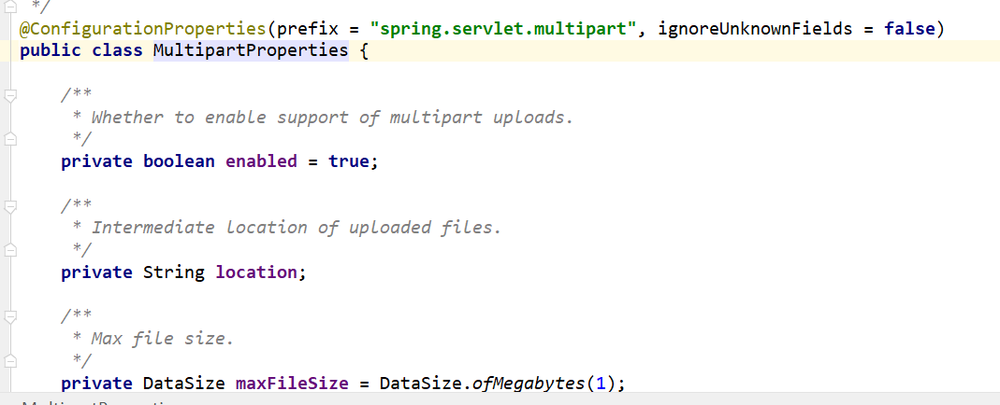 */
@ConfigurationProperties(prefix = "spring.servlet.multipart", ignoreUnknownFields = false)
public class MultipartProperties {
/**
* Whether to enable support of multipart uploads.
*/
private boolean enabled = true;
/**
* Intermediate location of uploaded files.
*/
private String location;
/**
* Max file size.
*/
private DataSize maxFileSize = DataSize.ofMegabytes(1);